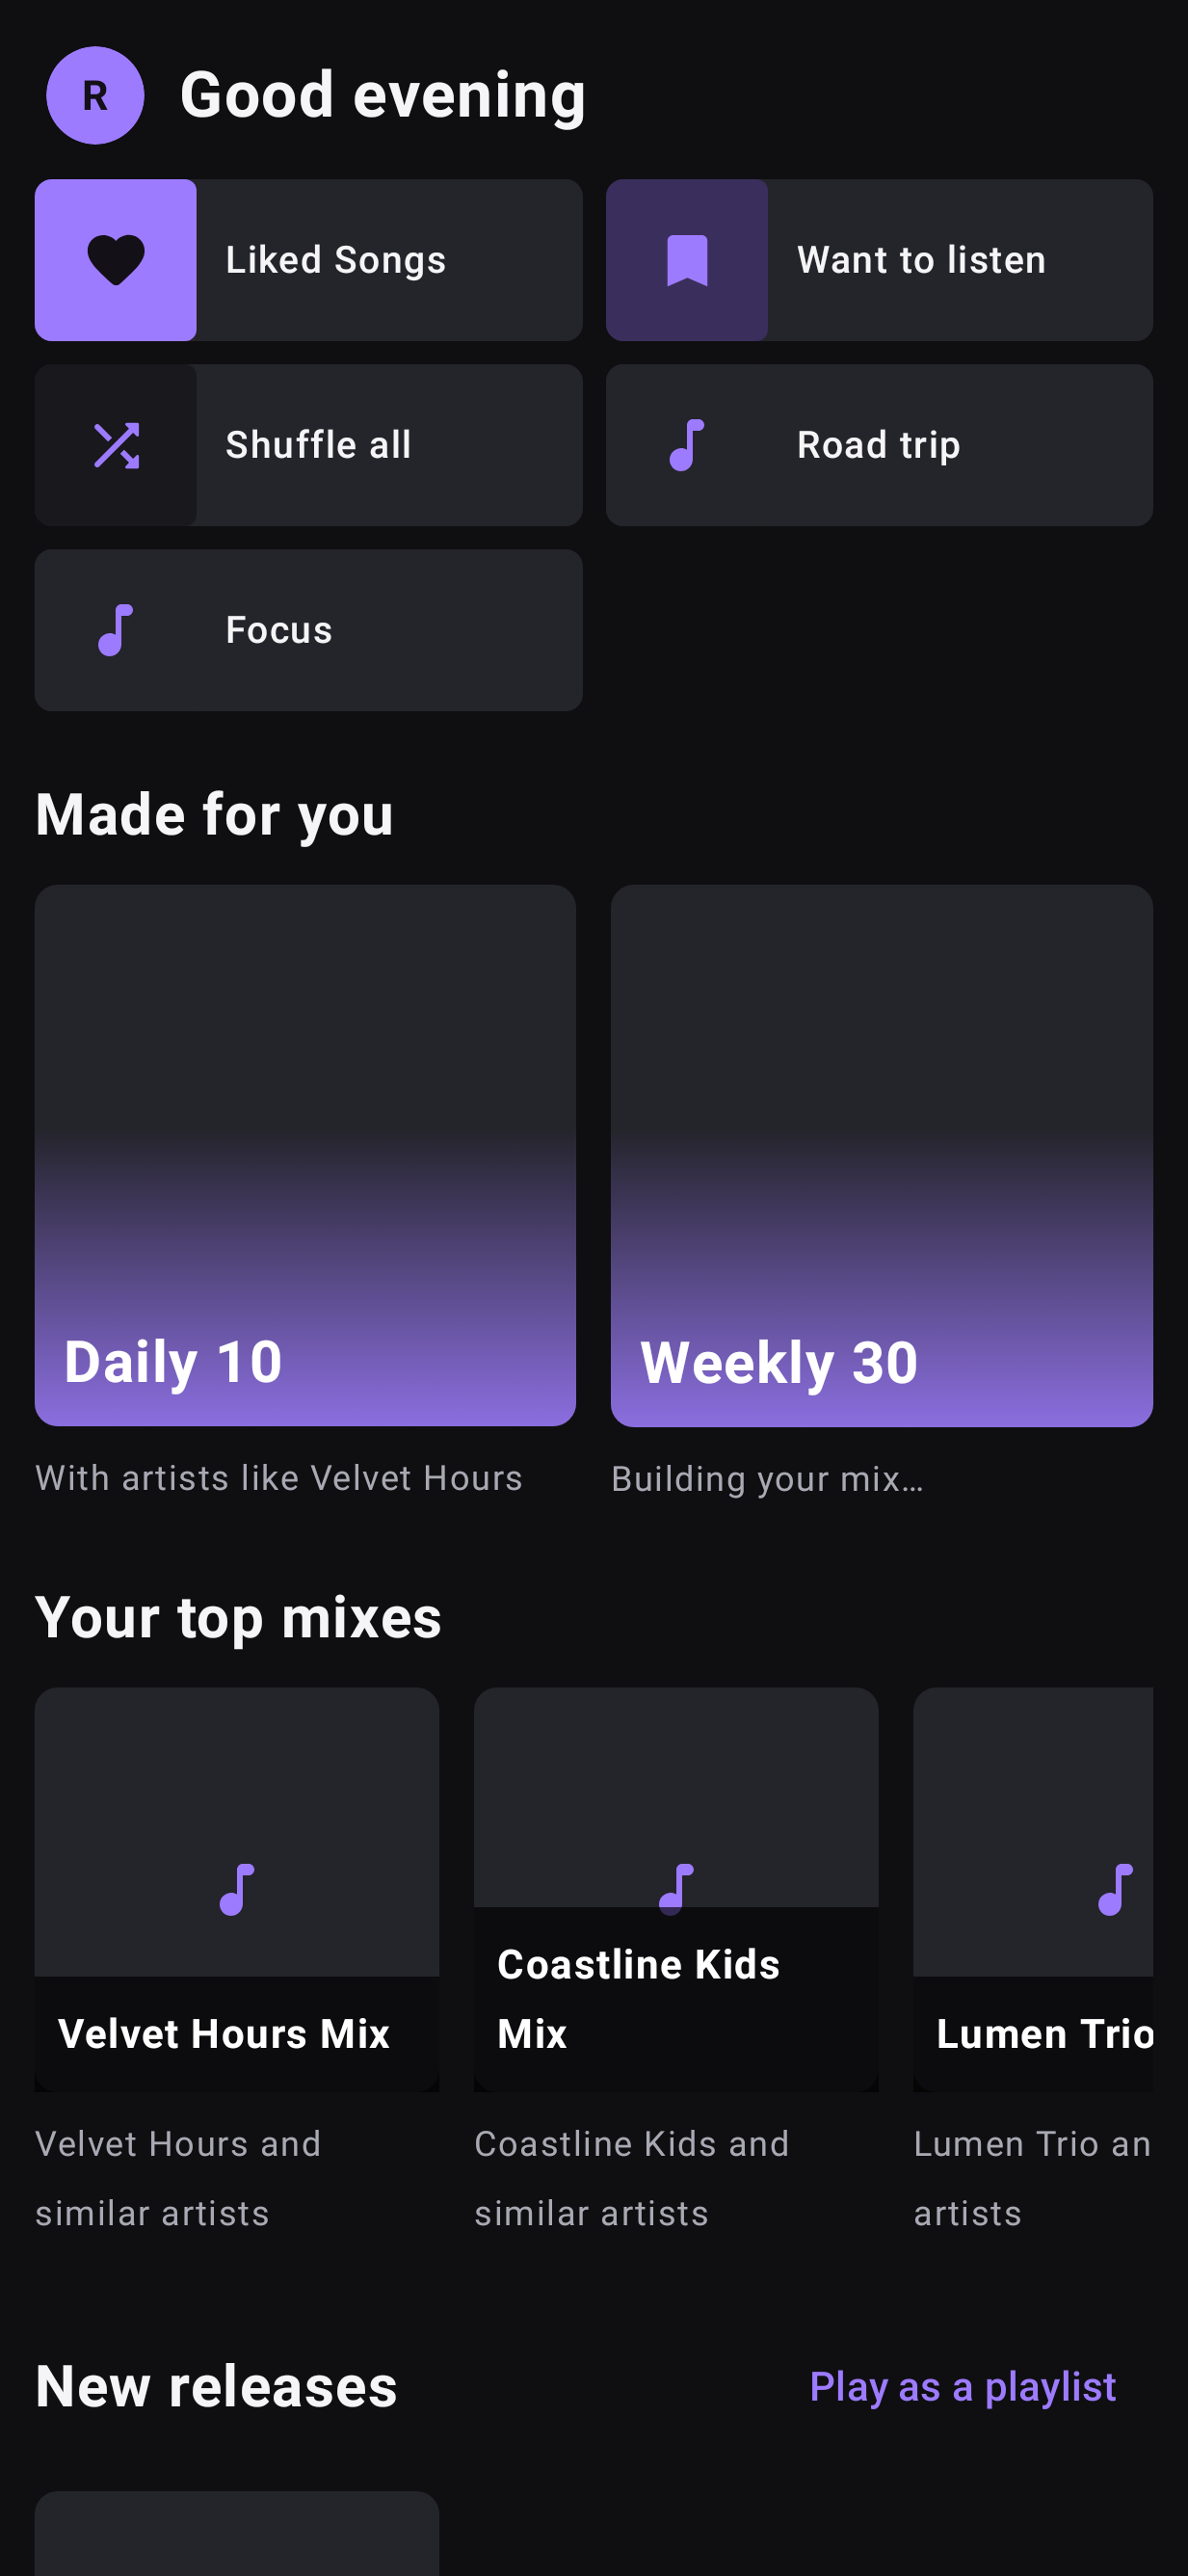 R
Good evening
Liked Songs
Want to listen
Shuffle all
Road trip
Focus
Made for you
Daily 10
Weekly 30
With artists like Velvet Hours
Building your mix…
Your top mixes
Velvet Hours Mix
Coastline Kids
Mix
Lumen Trio
Velvet Hours and
similar artists
Coastline Kids and
similar artists
Lumen Trio an
artists
New releases
Play as a playlist